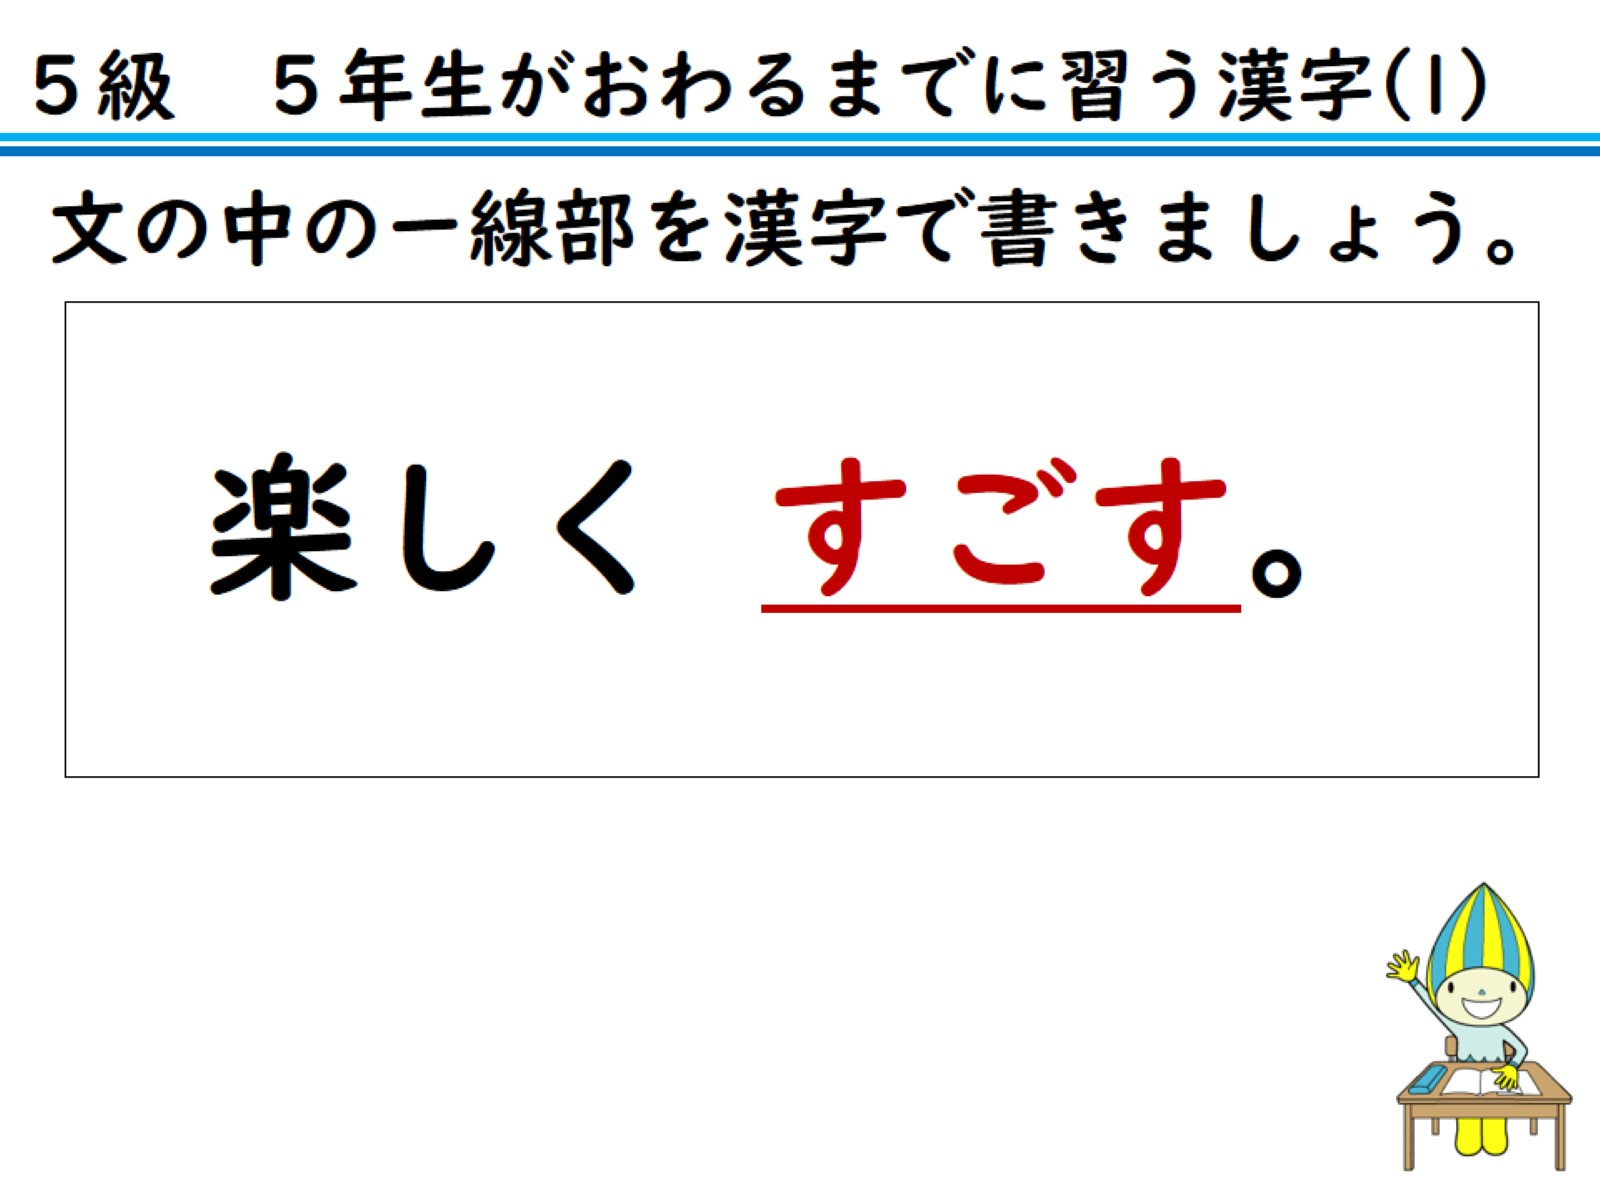 ５級　５年生がおわるまでに習う漢字(1)
文の中の一線部を漢字で書きましょう。
楽しく　すごす。